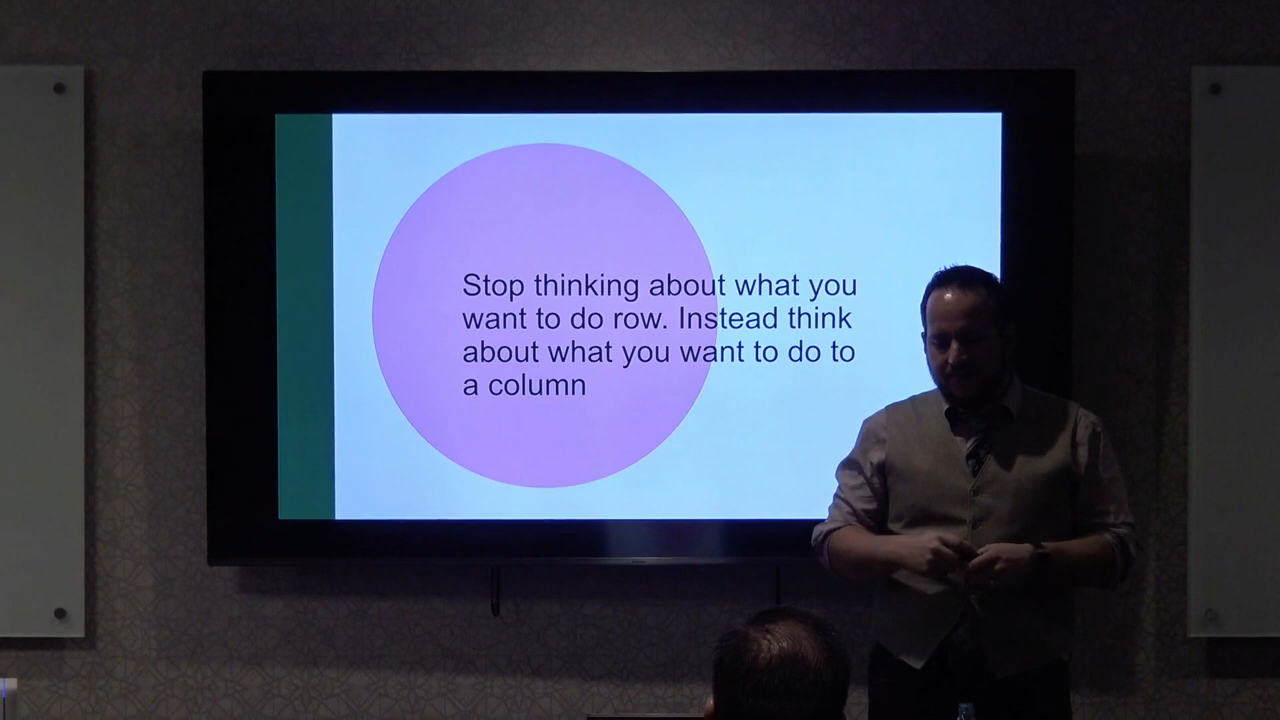 Stop thinking about what you
want to do row. Instead think
about what you want to do to
a column